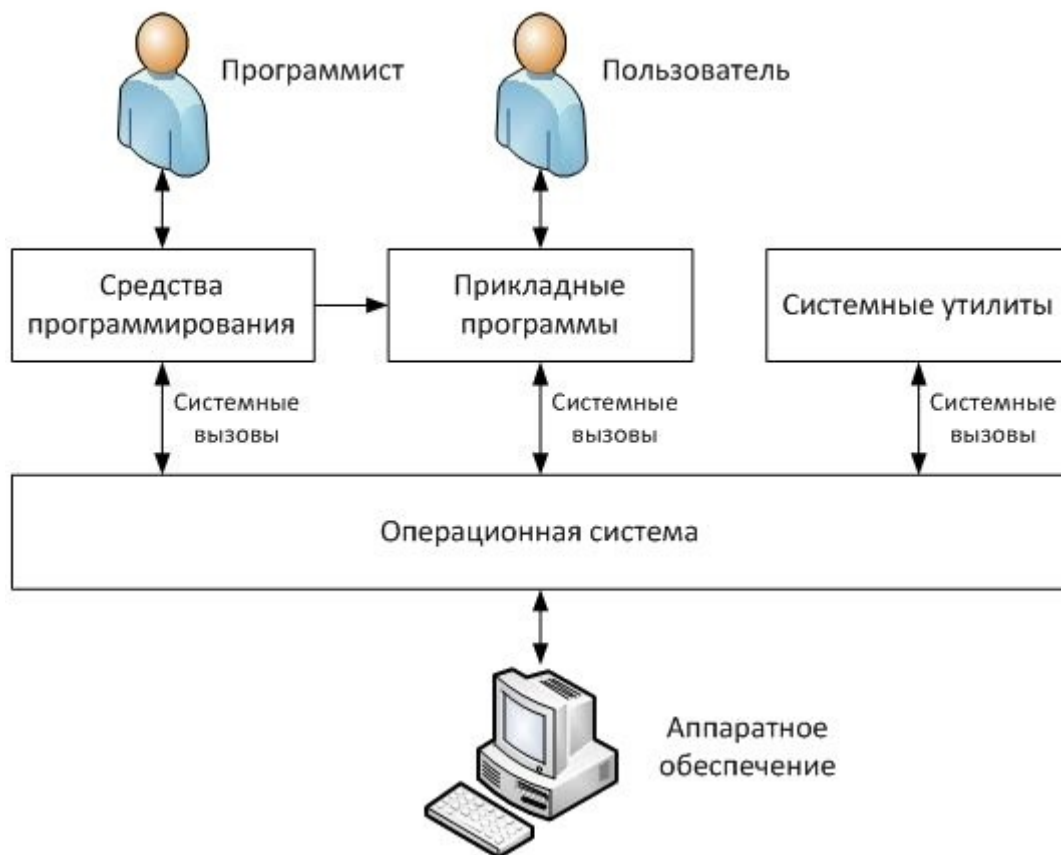 Программист
Пользователь
Средства
программирования
Прикладные
программы
Системные утилиты
Системные
вызовы
Системные
вызовы
Системные
вызовы
Операционная система
Аппаратное
обеспечение